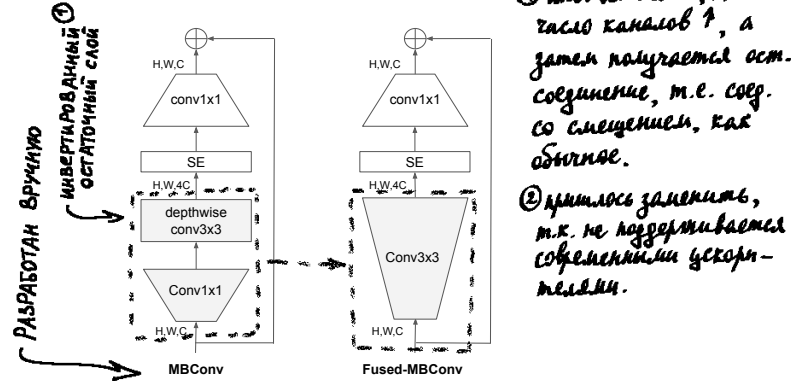 РАЗРАБОТАН ВРУЧНУЮ
① ИНВЕРТИРОВАННЫЙ
ОСТАТОЧНЫЙ СЛОЙ
H,W,C
conv1x1
SE
H,W,4C
depthwise
conv3x3
Conv1x1
H,W,C
MBConv
H,W,C
conv1x1
SE
H,W,4C
Conv3x3
H,W,C
Fused-MBConv
число каналов ↑, а
затем получается ост.
соединение, т.е. соед.
со смещением, как
обычное.
② пришлось заменить,
т.к. не поддерживается
современными ускори-
телями.